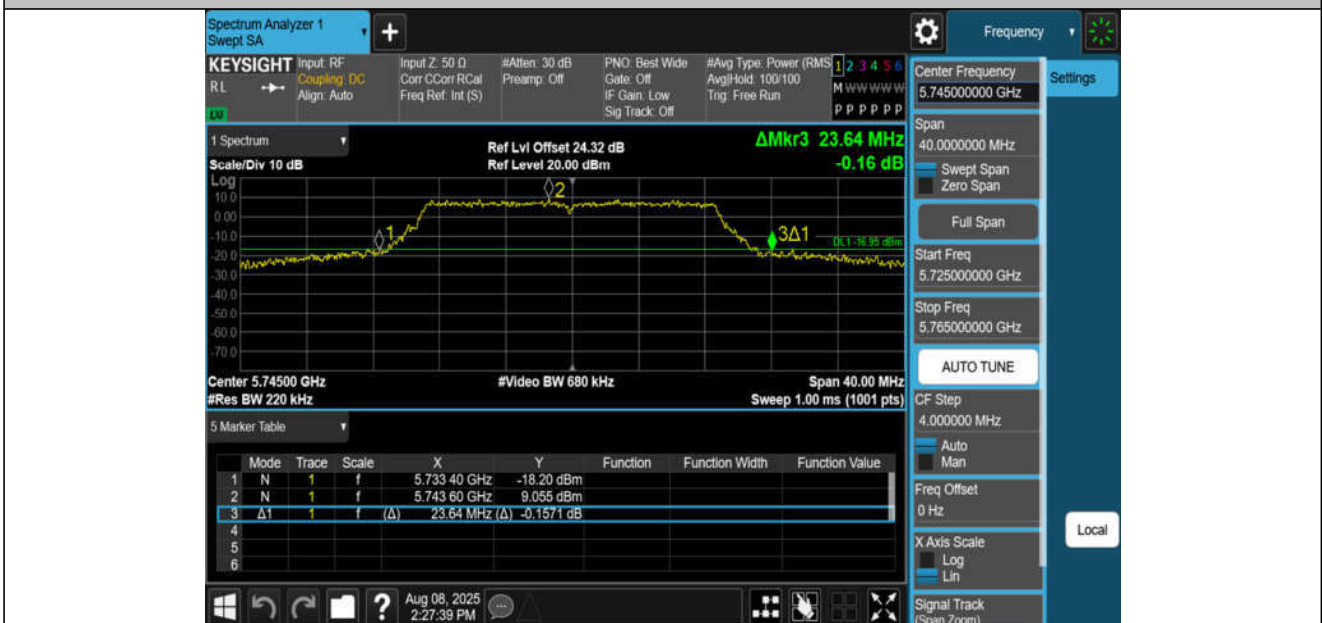 Spectrum Analyzer 1
Swept SA
+
Frequency
KEYSIGHT
RL
LV
Input: RF
Coupling: DC
Align: Auto
Input Z: 50 Ω
Corr CCorr RCal
Freq Ref: Int (S)
#Atten: 30 dB
Preamp: Off
PNO: Best Wide
Gate: Off
IF Gain: Low
Sig Track: Off
#Avg Type: Power (RMS
Avg|Hold: 100/100
Trig: Free Run
1 2 3 4 5 6
M W W W W W
P P P P P P
Center Frequency
5.745000000 GHz
Settings
1 Spectrum
Scale/Div 10 dB
Ref Lvl Offset 24.32 dB
Ref Level 20.00 dBm
ΔMkr3 23.64 MHz
-0.16 dB
Log
10.0
0.00
-10.0
-20.0
-30.0
-40.0
-50.0
-60.0
-70.0
1
2
3Δ1
DL1 -16.95 dBm
Center 5.74500 GHz
#Res BW 220 kHz
#Video BW 680 kHz
Span 40.00 MHz
Sweep 1.00 ms (1001 pts)
Span
40.0000000 MHz
Swept Span
Zero Span
Full Span
Start Freq
5.725000000 GHz
Stop Freq
5.765000000 GHz
AUTO TUNE
CF Step
4.000000 MHz
Auto
Man
Freq Offset
0 Hz
X Axis Scale
Log
Lin
Signal Track
(Span Zoom)
Local
5 Marker Table
Mode Trace Scale X Y Function Function Width Function Value
1 N 1 f 5.733 40 GHz -18.20 dBm
2 N 1 f 5.743 60 GHz 9.055 dBm
3 Δ1 1 f (Δ) 23.64 MHz (Δ) -0.1571 dB
4
5
6
?
Aug 08, 2025
2:27:39 PM